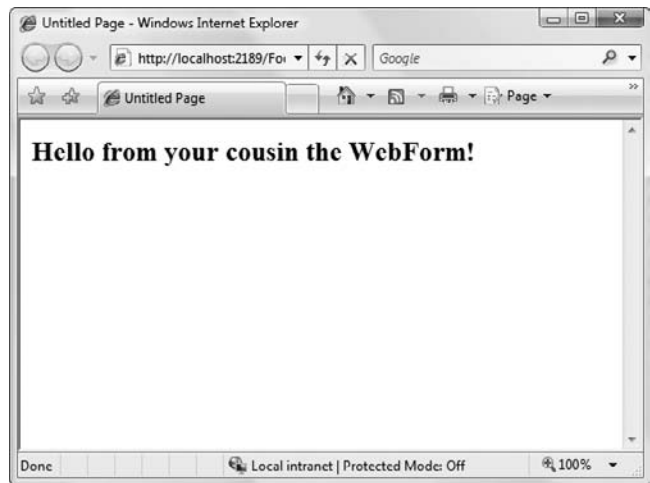 Untitled Page - Windows Internet Explorer
http://localhost:2189/For
Google
Untitled Page
Page
Hello from your cousin the WebForm!
Done
Local intranet | Protected Mode: Off
100%